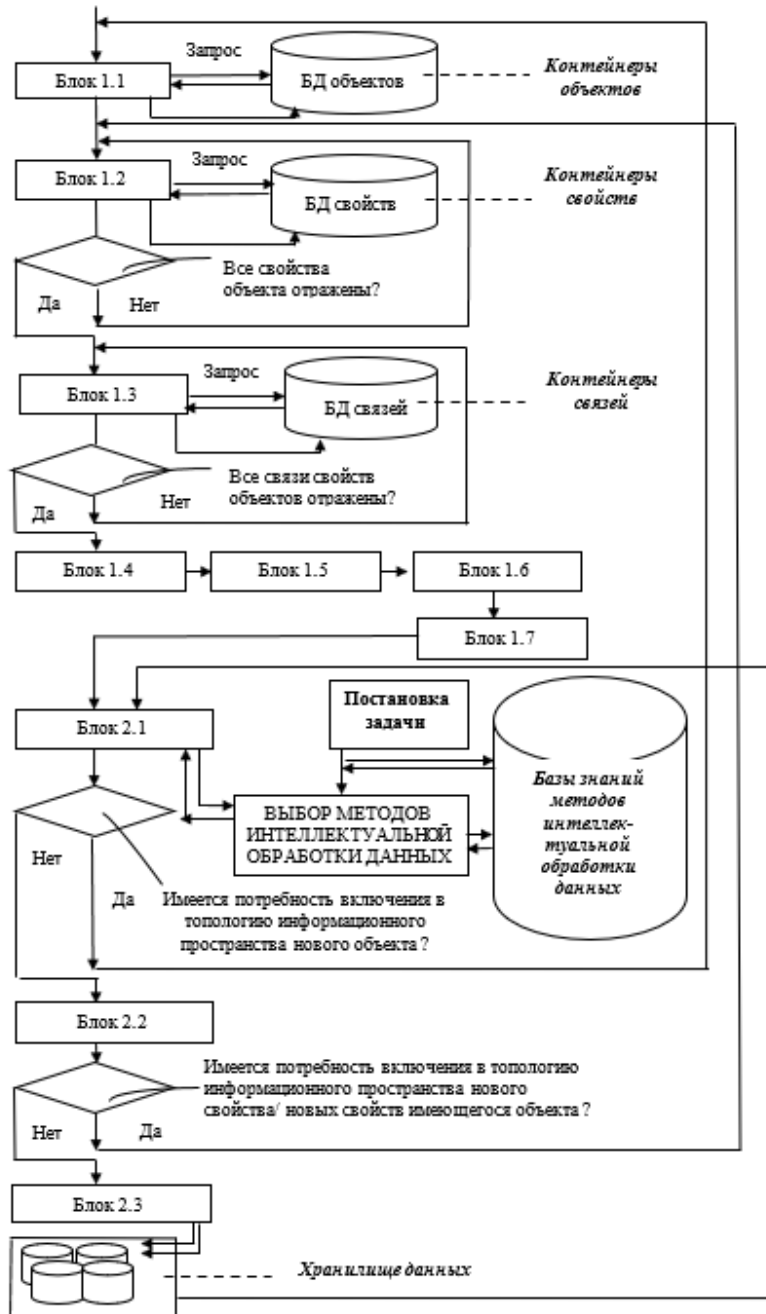 Запрос
Блок 1.1
БД объектов
Контейнеры
объектов
Запрос
Блок 1.2
БД свойств
Контейнеры
свойств
Все свойства
объекта отражены?
Да
Нет
Запрос
Блок 1.3
БД связей
Контейнеры
связей
Все связи свойств
объектов отражены?
Да
Нет
Блок 1.4
Блок 1.5
Блок 1.6
Блок 1.7
Блок 2.1
Постановка
задачи
ВЫБОР МЕТОДОВ
ИНТЕЛЛЕКТУАЛЬНОЙ
ОБРАБОТКИ ДАННЫХ
Базы знаний
методов
интеллек-
туальной
обработки
данных
Нет
Да
Имеется потребность включения в
топологию информационного
пространства нового объекта?
Блок 2.2
Имеется потребность включения в топологию
информационного пространства нового
свойства/ новых свойств имеющегося объекта?
Нет
Да
Блок 2.3
Хранилище данных